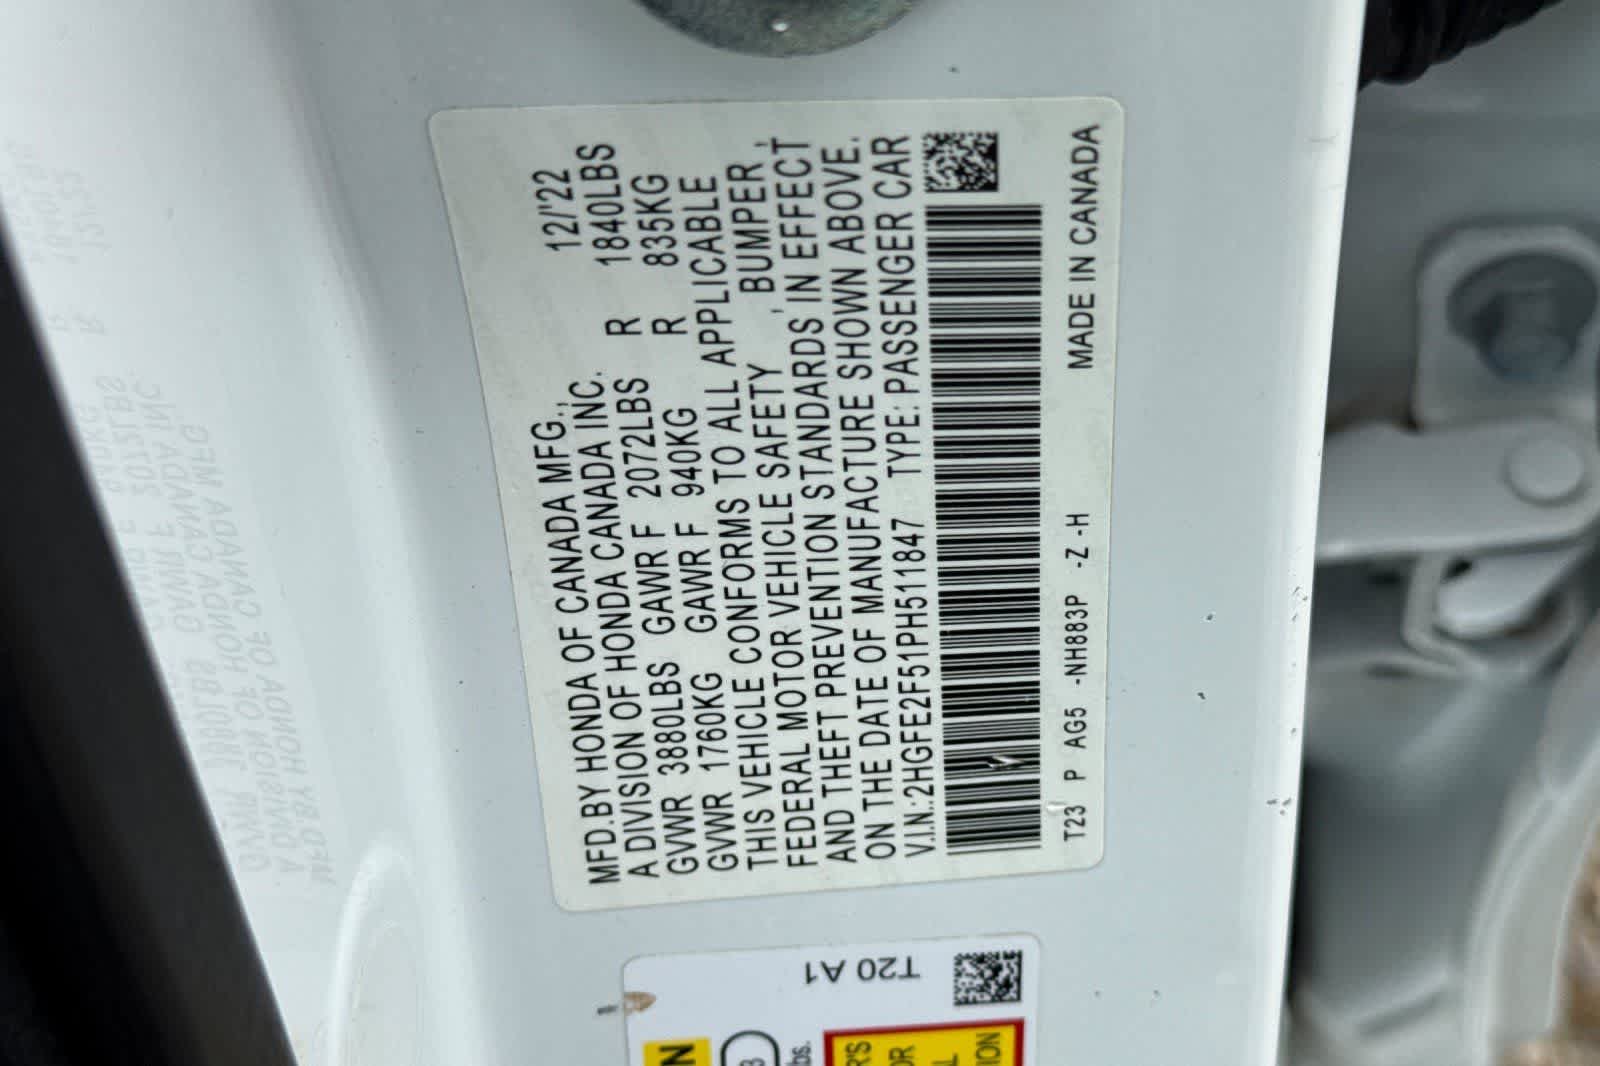 MFD.BY HONDA OF CANADA MFG., 12/'22
A DIVISION OF HONDA CANADA INC.
GVWR 3880LBS GAWR F 2072LBS R 1840LBS
GVWR 1760KG GAWR F 940KG R 835KG
THIS VEHICLE CONFORMS TO ALL APPLICABLE
FEDERAL MOTOR VEHICLE SAFETY , BUMPER ,
AND THEFT PREVENTION STANDARDS IN EFFECT
ON THE DATE OF MANUFACTURE SHOWN ABOVE.
V.I.N.:2HGFE2F51PH511847 TYPE: PASSENGER CAR
T23 P AG5 -NH883P -Z -H MADE IN CANADA
T20 A1